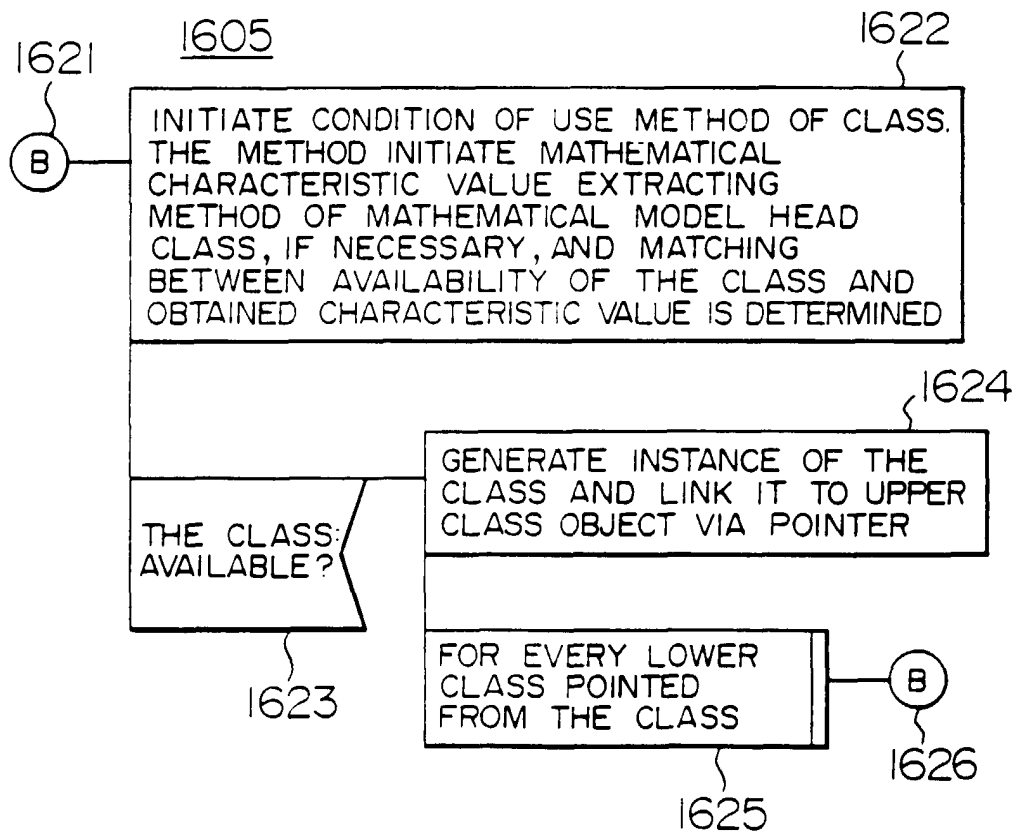 1605
1622
1621
B
INITIATE CONDITION OF USE METHOD OF CLASS.
THE METHOD INITIATE MATHEMATICAL
CHARACTERISTIC VALUE EXTRACTING
METHOD OF MATHEMATICAL MODEL HEAD
CLASS, IF NECESSARY, AND MATCHING
BETWEEN AVAILABILITY OF THE CLASS AND
OBTAINED CHARACTERISTIC VALUE IS DETERMINED
1624
GENERATE INSTANCE OF THE
CLASS AND LINK IT TO UPPER
CLASS OBJECT VIA POINTER
THE CLASS:
AVAILABLE?
1623
FOR EVERY LOWER
CLASS POINTED
FROM THE CLASS
B
1626
1625